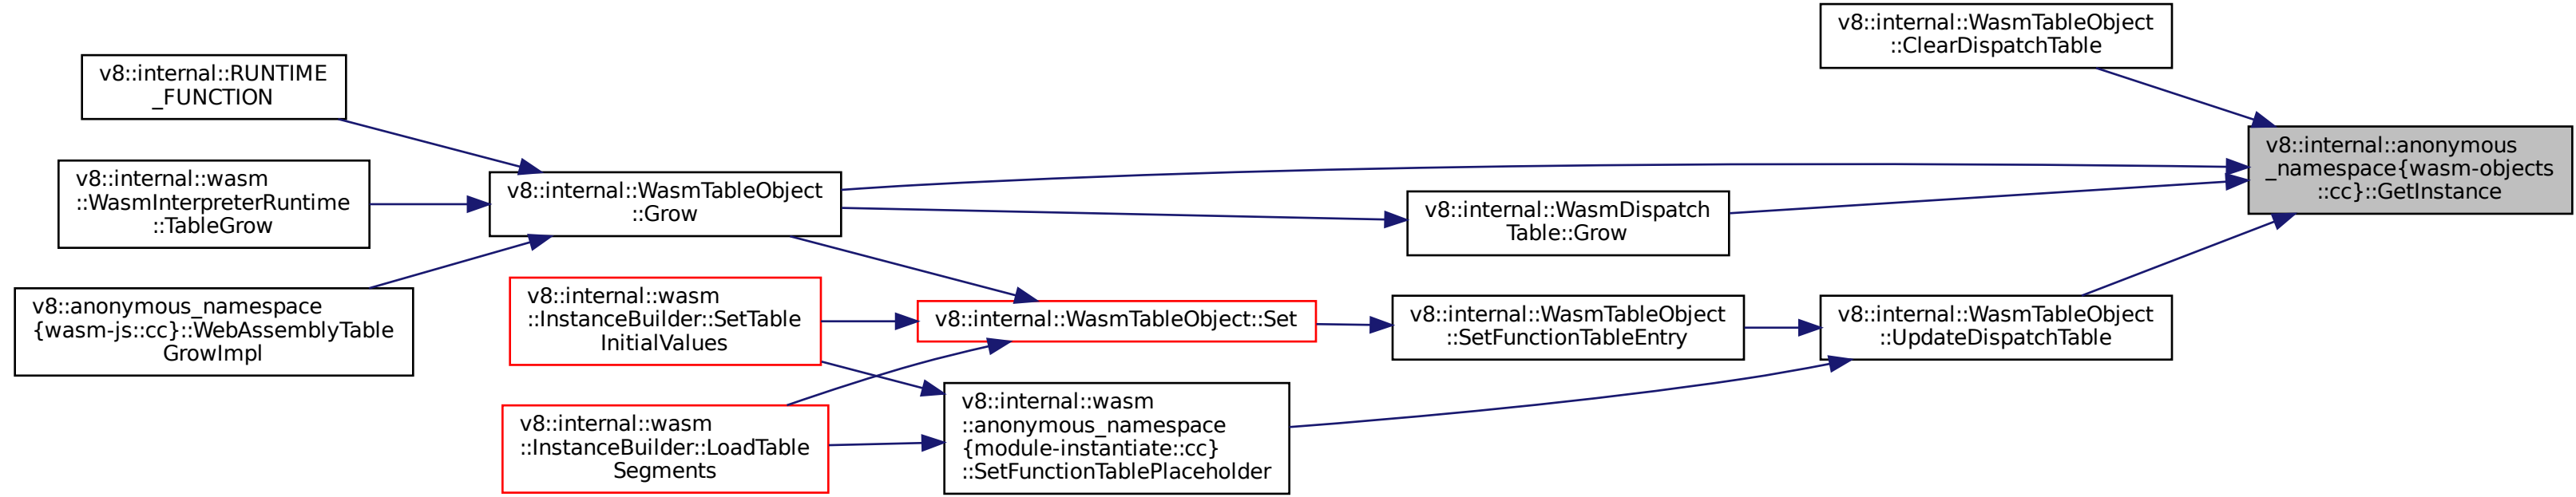 v8::internal::WasmTableObject
::ClearDispatchTable
v8::internal::RUNTIME
_FUNCTION
v8::internal::anonymous
_namespace{wasm-objects
::cc}::GetInstance
v8::internal::wasm
::WasmInterpreterRuntime
::TableGrow
v8::internal::WasmTableObject
::Grow
v8::internal::WasmDispatch
Table::Grow
v8::anonymous_namespace
{wasm-js::cc}::WebAssemblyTable
GrowImpl
v8::internal::wasm
::InstanceBuilder::SetTable
InitialValues
v8::internal::WasmTableObject::Set
v8::internal::WasmTableObject
::SetFunctionTableEntry
v8::internal::WasmTableObject
::UpdateDispatchTable
v8::internal::wasm
::InstanceBuilder::LoadTable
Segments
v8::internal::wasm
::anonymous_namespace
{module-instantiate::cc}
::SetFunctionTablePlaceholder